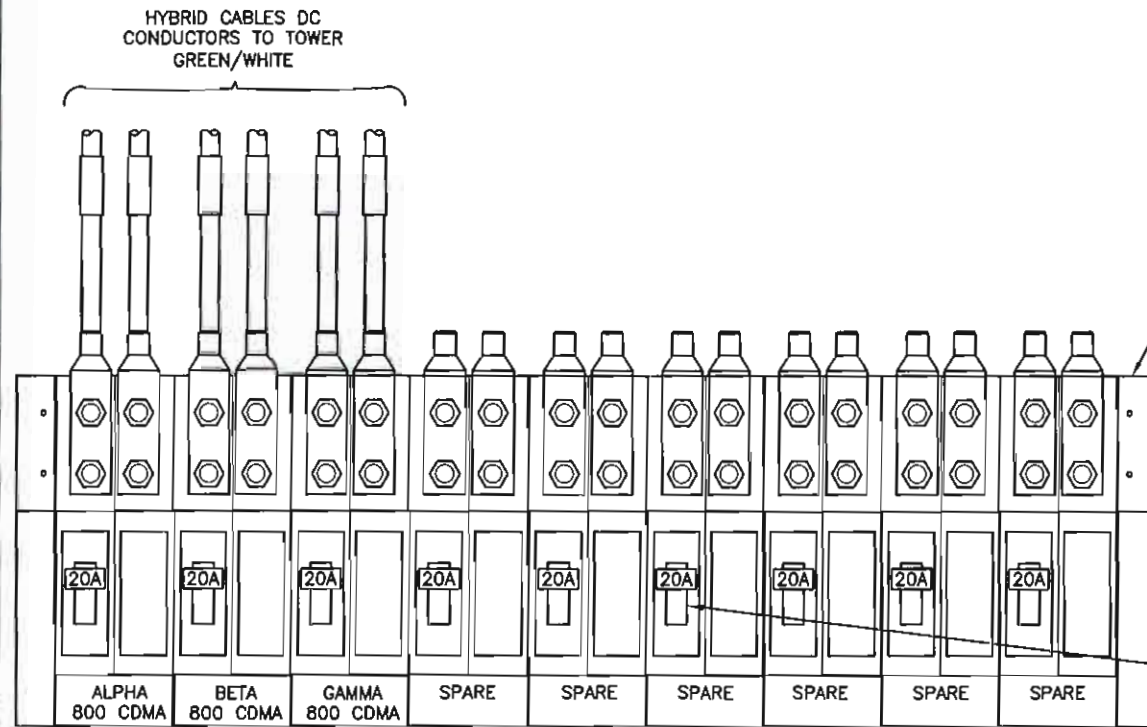 HYBRID CABLES DC
CONDUCTORS TO TOWER
GREEN/WHITE
20A 20A 20A 20A 20A 20A 20A 20A 20A
ALPHA BETA GAMMA SPARE SPARE SPARE SPARE SPARE SPARE
800 CDMA 800 CDMA 800 CDMA